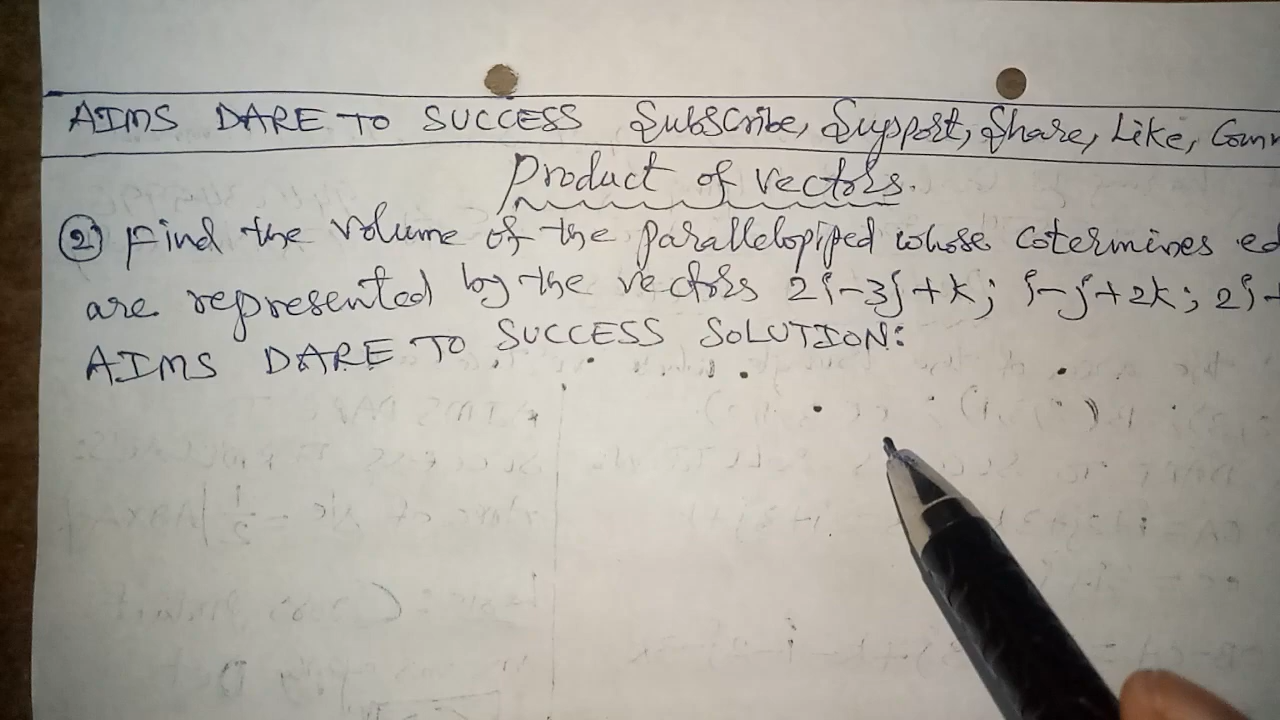 AIMS DARE TO SUCCESS Subscribe, Support, Share, Like, Comm
Product of vectors.
② Find the volume of the parallelopiped whose cotermines ed
are represented by the vectors 2i-3j+k; i-j+2k; 2i+
AIMS DARE TO SUCCESS SOLUTION: